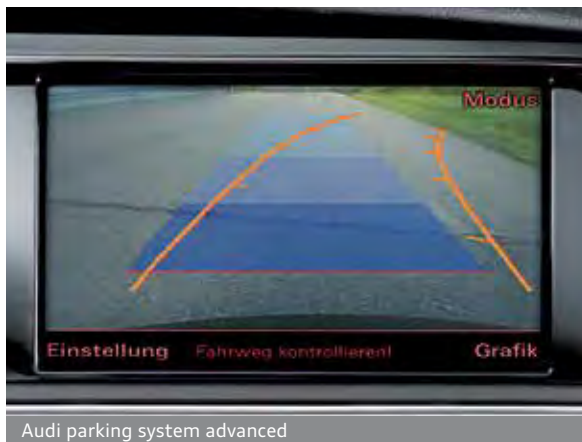 Modus
Einstellung Fahrweg kontrollieren! Grafik
Audi parking system advanced